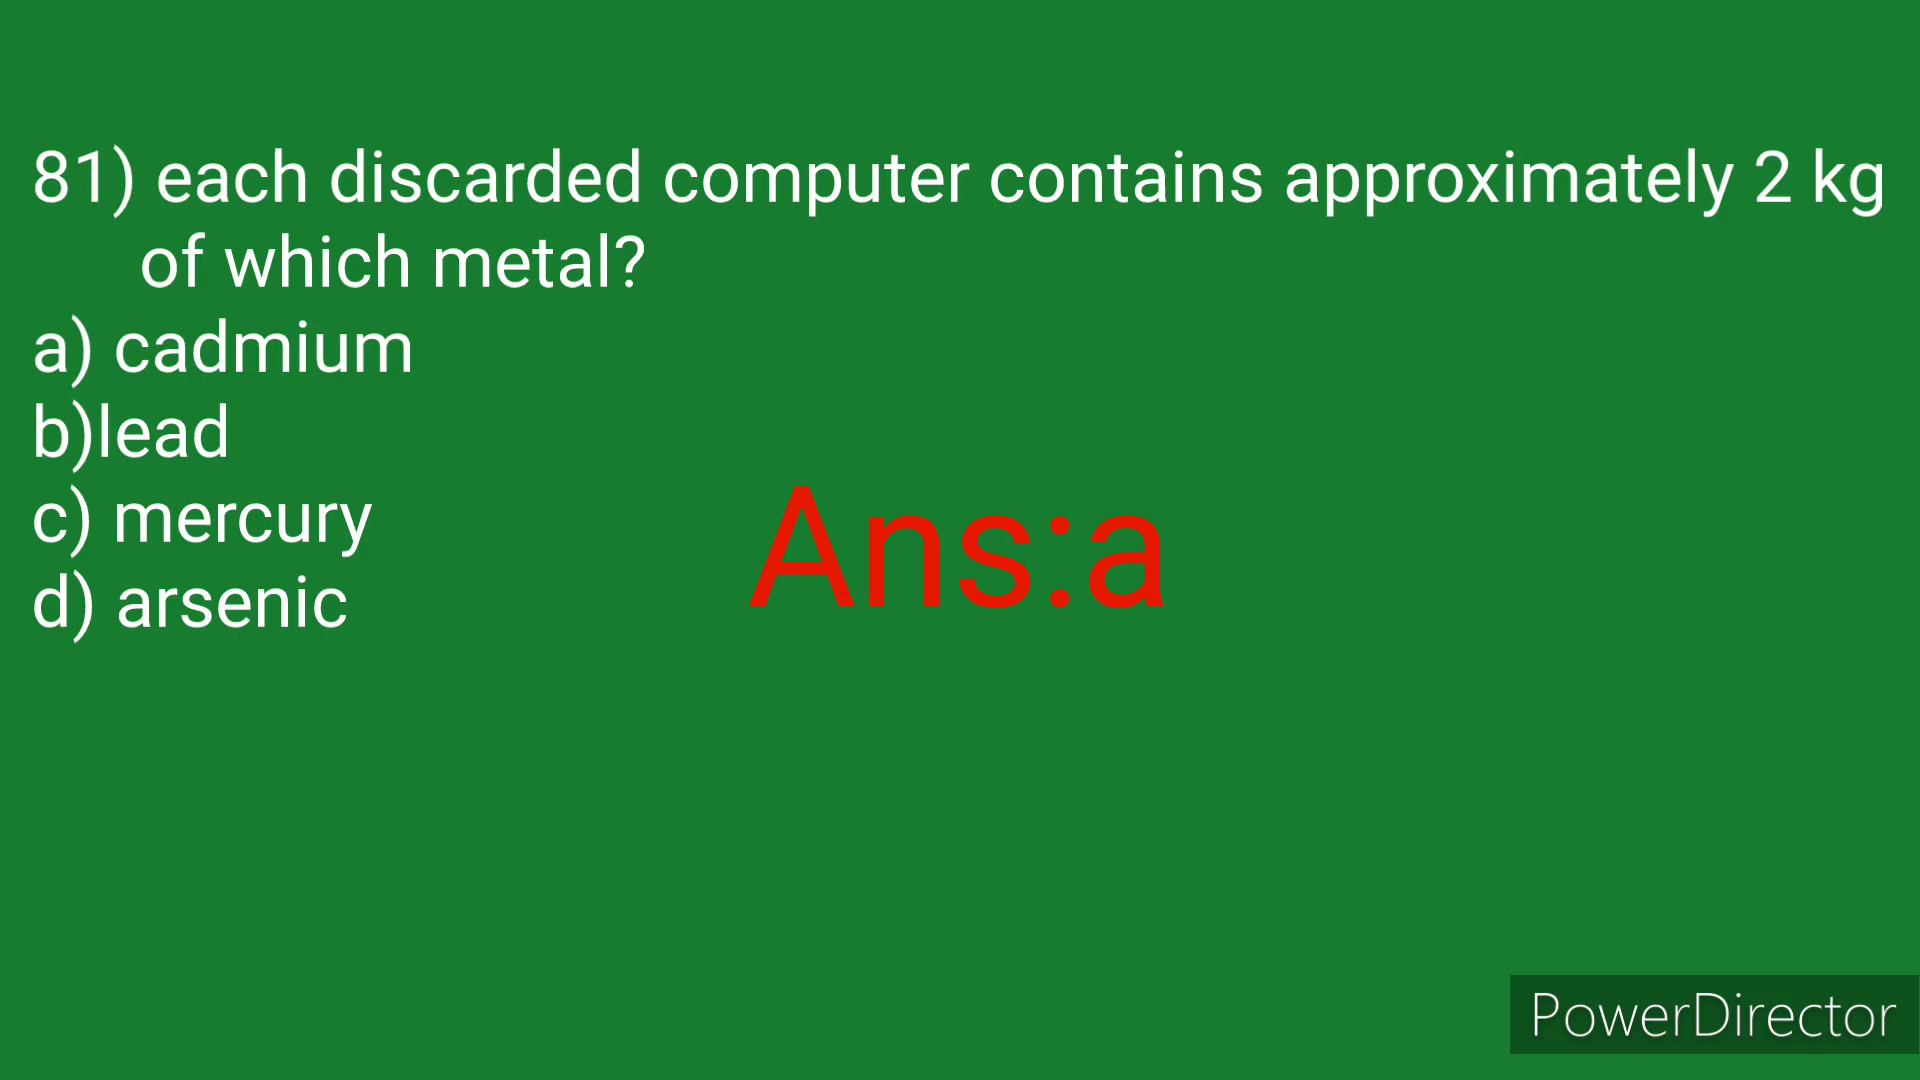 81) each discarded computer contains approximately 2 kg
of which metal?
a) cadmium
b)lead
c) mercury
d) arsenic
Ans:a
PowerDirector